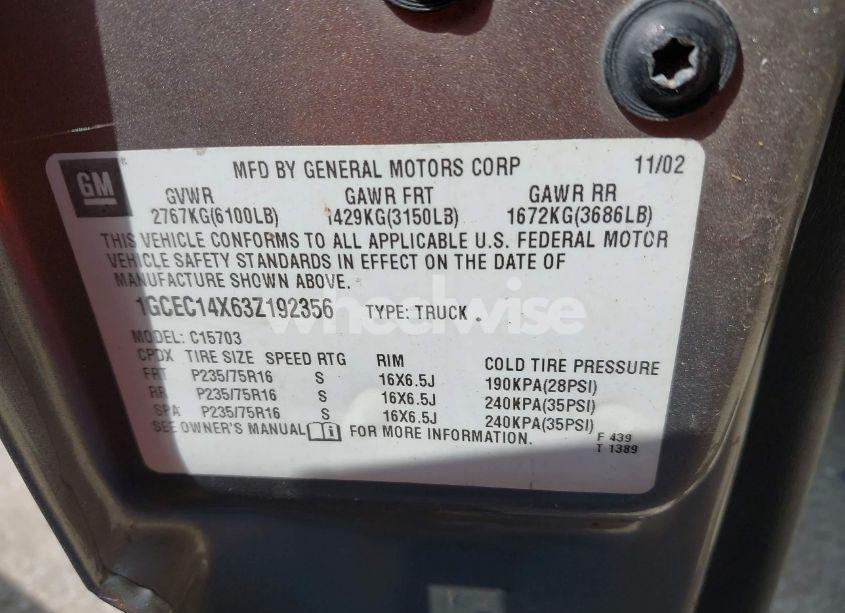 GM
MFD BY GENERAL MOTORS CORP 11/02
GVWR GAWR FRT GAWR RR
2767KG(6100LB) 1429KG(3150LB) 1672KG(3686LB)
THIS VEHICLE CONFORMS TO ALL APPLICABLE U.S. FEDERAL MOTOR
VEHICLE SAFETY STANDARDS IN EFFECT ON THE DATE OF
MANUFACTURE SHOWN ABOVE.
1GCEC14X63Z192356 TYPE: TRUCK
wheelwise
MODEL: C15703
CPDX TIRE SIZE SPEED RTG RIM COLD TIRE PRESSURE
FRT P235/75R16 S 16X6.5J 190KPA(28PSI)
RR P235/75R16 S 16X6.5J 240KPA(35PSI)
SPA P235/75R16 S 16X6.5J 240KPA(35PSI)
SEE OWNER'S MANUAL FOR MORE INFORMATION.
F 439
T 1389